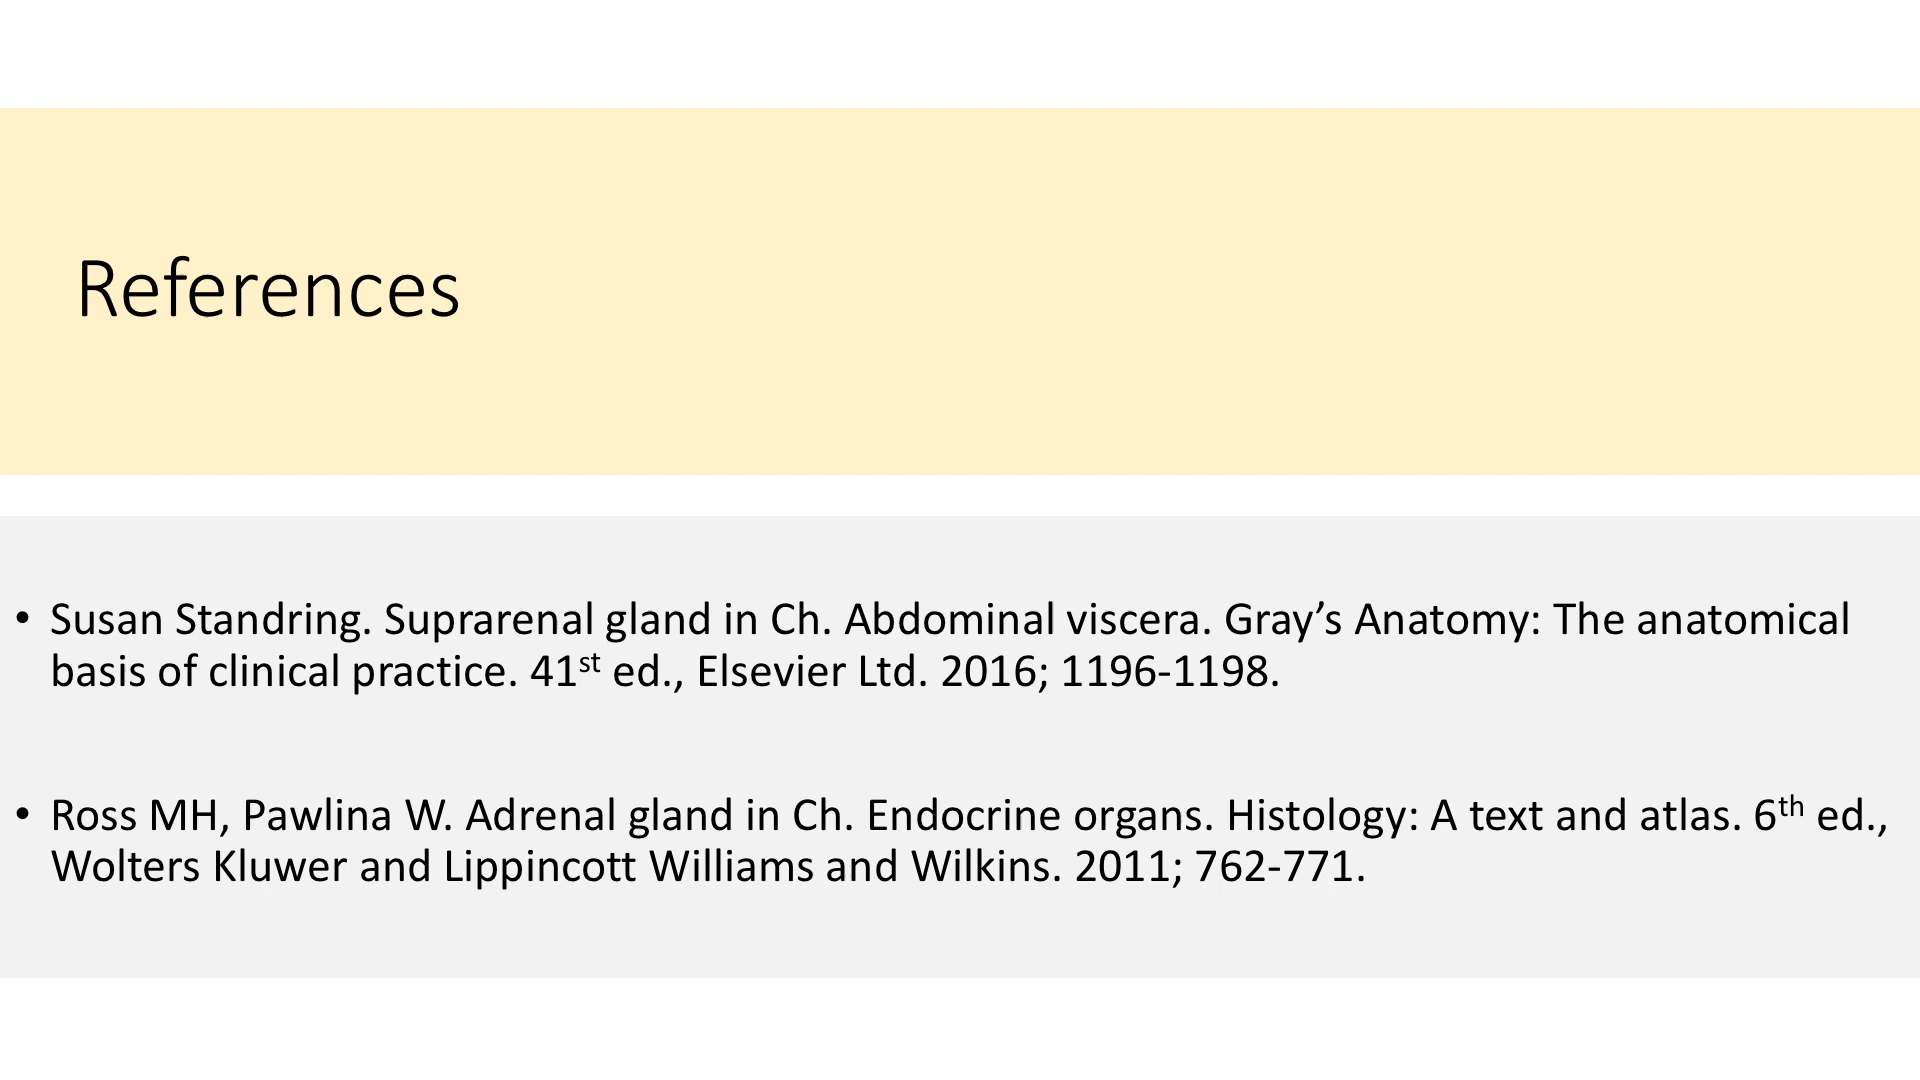 References
• Susan Standring. Suprarenal gland in Ch. Abdominal viscera. Gray’s Anatomy: The anatomical
basis of clinical practice. 41st ed., Elsevier Ltd. 2016; 1196-1198.
• Ross MH, Pawlina W. Adrenal gland in Ch. Endocrine organs. Histology: A text and atlas. 6th ed.,
Wolters Kluwer and Lippincott Williams and Wilkins. 2011; 762-771.